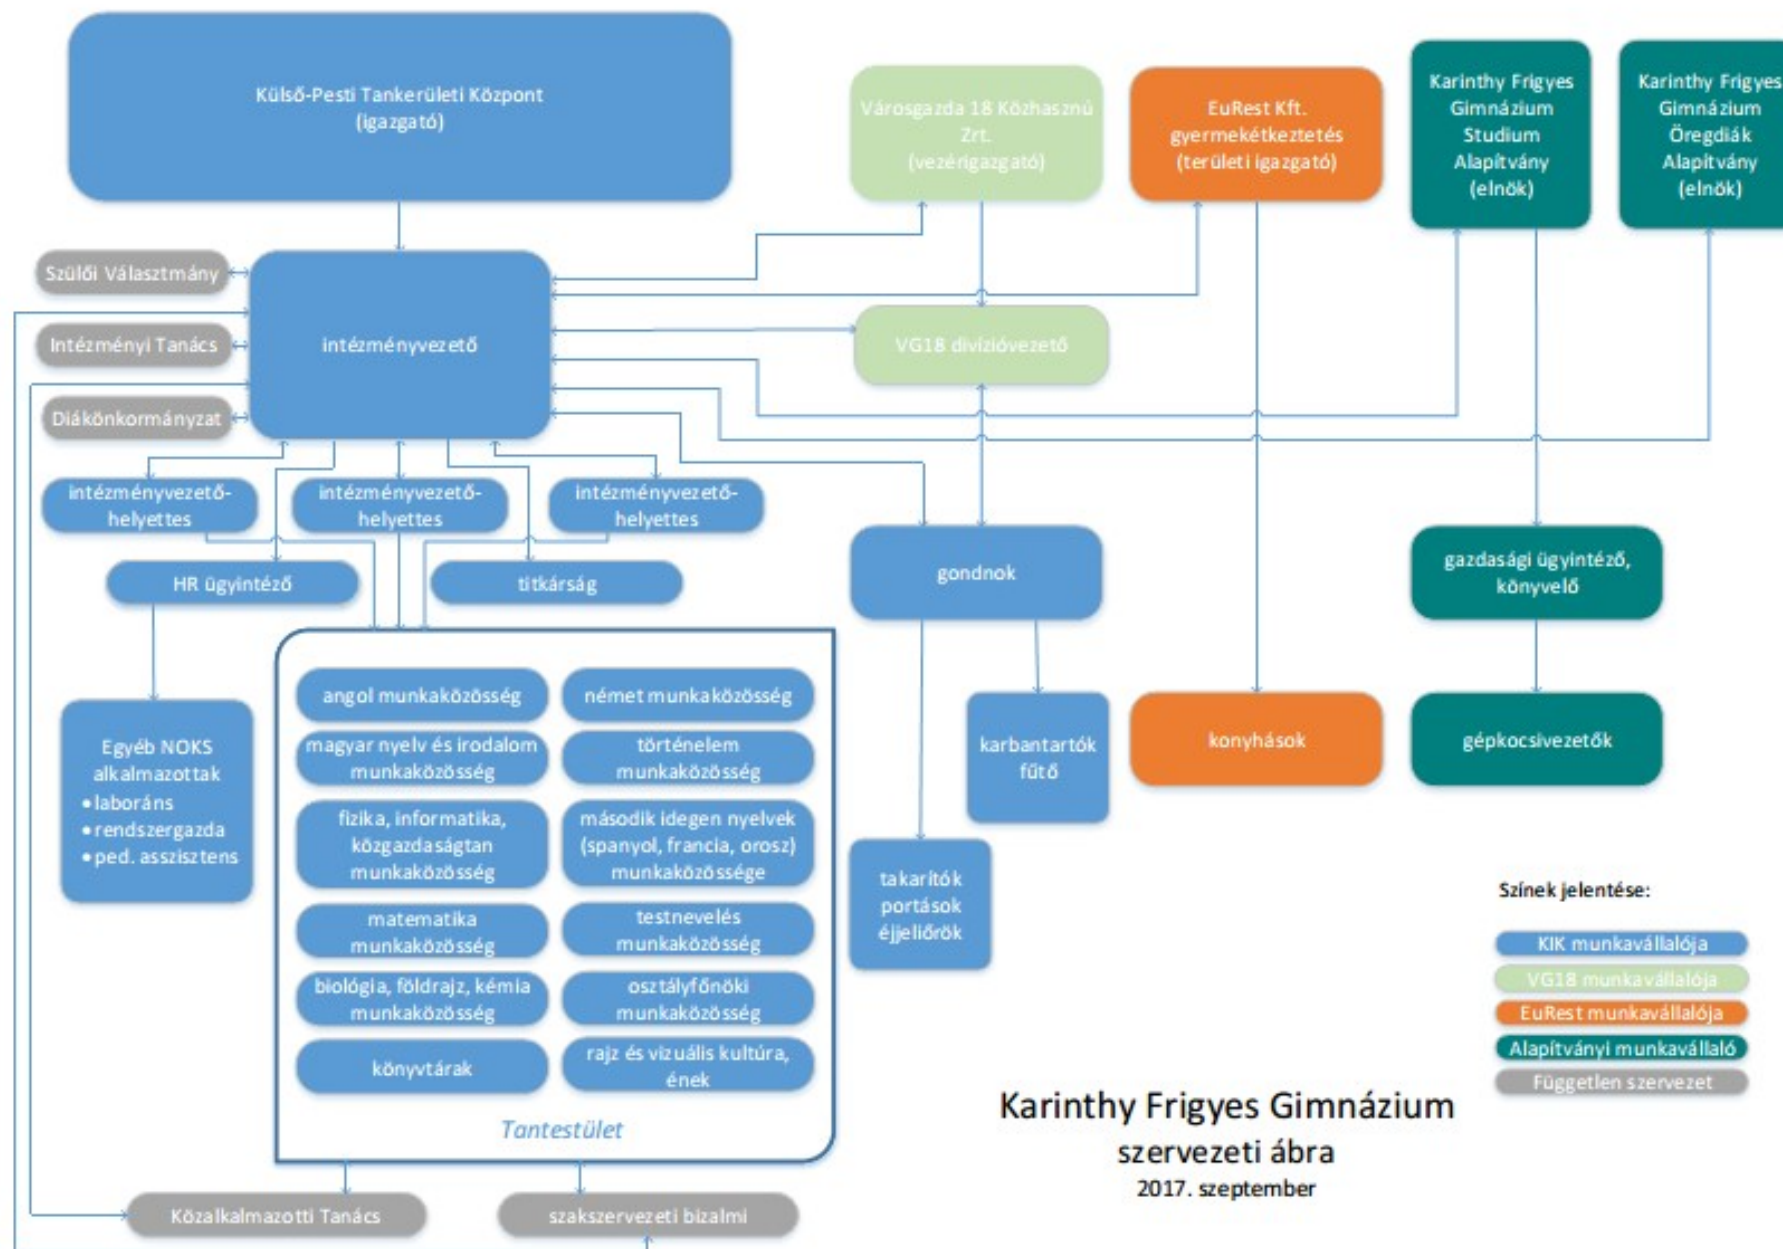 Külső-Pesti Tankerületi Központ
(igazgató)
Városgazda 18 Közhasznú
Zrt.
(vezérigazgató)
EuRest Kft.
gyermekétkeztetés
(területi igazgató)
Karinthy Frigyes
Gimnázium
Studium
Alapítvány
(elnök)
Karinthy Frigyes
Gimnázium
Öregdiák
Alapítvány
(elnök)
Szülői Választmány
Intézményi Tanács
Diákönkormányzat
intézményvezető
VG18 divízióvezető
intézményvezető-
helyettes
intézményvezető-
helyettes
intézményvezető-
helyettes
HR ügyintéző
titkárság
gondnok
gazdasági ügyintéző,
könyvelő
Egyéb NOKS
alkalmazottak
• laboráns
• rendszergazda
• ped. asszisztens
angol munkaközösség
német munkaközösség
magyar nyelv és irodalom
munkaközösség
történelem
munkaközösség
fizika, informatika,
közgazdaságtan
munkaközösség
második idegen nyelvek
(spanyol, francia, orosz)
munkaközössége
matematika
munkaközösség
testnevelés
munkaközösség
biológia, földrajz, kémia
munkaközösség
osztályfőnöki
munkaközösség
könyvtárak
rajz és vizuális kultúra,
ének
Tantestület
karbantartók
fűtő
takarítók
portások
éjjeliőrök
konyhások
gépkocsivezetők
Közalkalmazotti Tanács
szakszervezeti bizalmi
Színek jelentése:
KIK munkavállalója
VG18 munkavállalója
EuRest munkavállalója
Alapítványi munkavállaló
Független szervezet
Karinthy Frigyes Gimnázium
szervezeti ábra
2017. szeptember